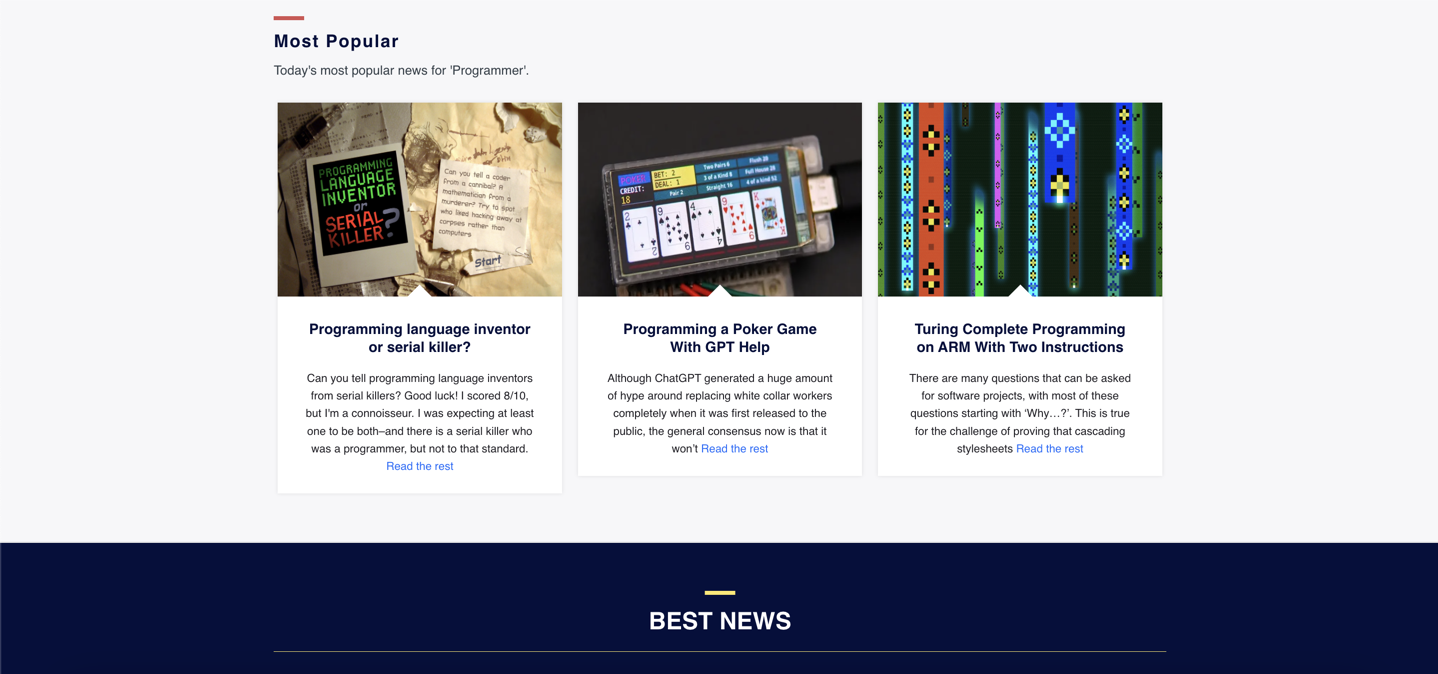 Most Popular
Today's most popular news for 'Programmer'.
PROGRAMMING
LANGUAGE
INVENTOR
or
SERIAL
KILLER?
Can you tell a coder
from a cannibal? A
mathematician from a
murderer? Try to spot
who liked hacking away at
corpses rather than
computers
Start
CREDIT:
18
BET: 2
DEAL: 1
Pair 2
Two Pairs 6
3 of a Kind 8
Straight 16
Flush 20
Full House 28
4 of a kind 52
2
9
4
9
K
Programming language inventor
or serial killer?
Can you tell programming language inventors
from serial killers? Good luck! I scored 8/10,
but I'm a connoisseur. I was expecting at least
one to be both–and there is a serial killer who
was a programmer, but not to that standard.
Read the rest
Programming a Poker Game
With GPT Help
Although ChatGPT generated a huge amount
of hype around replacing white collar workers
completely when it was first released to the
public, the general consensus now is that it
won't Read the rest
Turing Complete Programming
on ARM With Two Instructions
There are many questions that can be asked
for software projects, with most of these
questions starting with ‘Why…?’. This is true
for the challenge of proving that cascading
stylesheets Read the rest
BEST NEWS